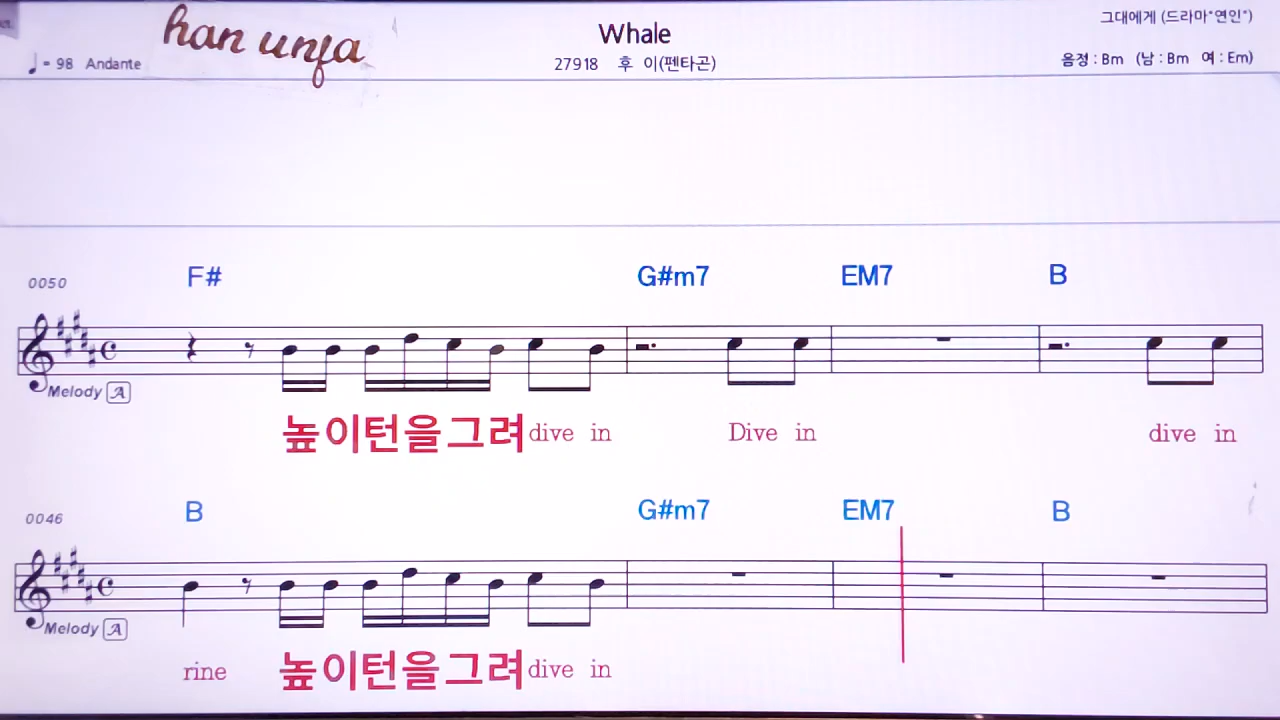 han unfa
Whale
그대에게 (드라마"연인")
♩= 98 Andante
27918 후 이(펜타곤)
음정 : Bm (남 : Bm 여 : Em)
0050
F# G#m7 EM7 B
Melody A
높이턴을그려 dive in Dive in dive in
0046
B G#m7 EM7 B
Melody A
rine 높이턴을그려 dive in